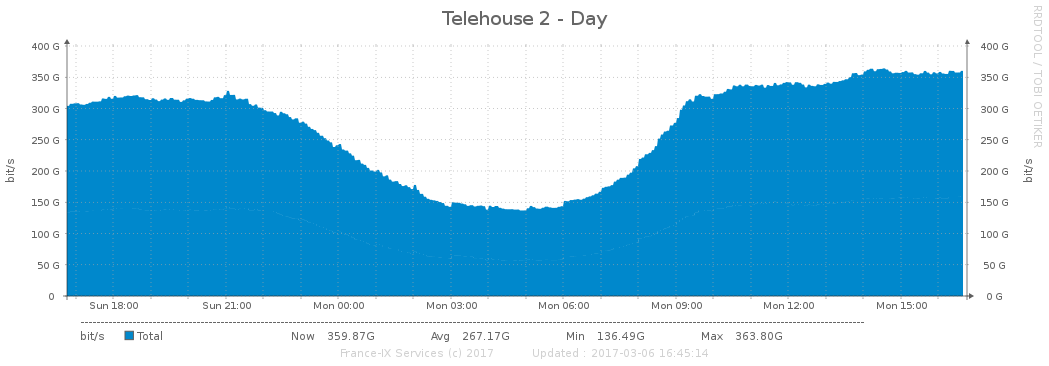 Telehouse 2 - Day
RRDTOOL / TOBI OETIKER
400 G 400 G
350 G 350 G
300 G 300 G
250 G 250 G
200 G 200 G
150 G 150 G
100 G 100 G
50 G 50 G
0 0 G
bit/s bit/s
Sun 18:00 Sun 21:00 Mon 00:00 Mon 03:00 Mon 06:00 Mon 09:00 Mon 12:00 Mon 15:00
bit/s Total Now 359.87G Avg 267.17G Min 136.49G Max 363.80G
France-IX Services (c) 2017 Updated : 2017-03-06 16:45:14